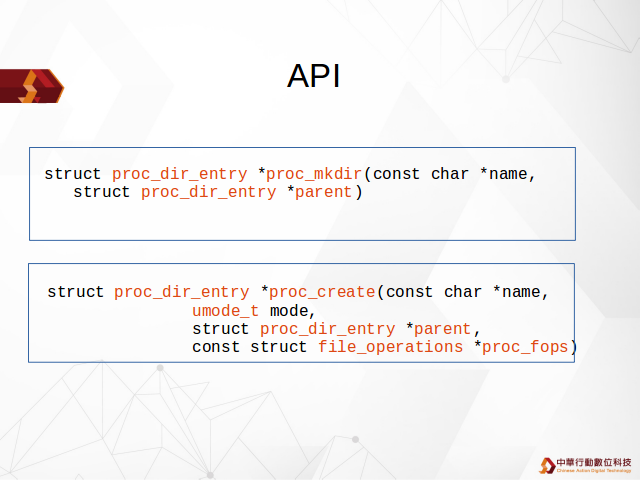 API
struct proc_dir_entry *proc_mkdir(const char *name,
struct proc_dir_entry *parent)
struct proc_dir_entry *proc_create(const char *name,
umode_t mode,
struct proc_dir_entry *parent,
const struct file_operations *proc_fops)
中華行動數位科技
Chinese Action Digital Technology